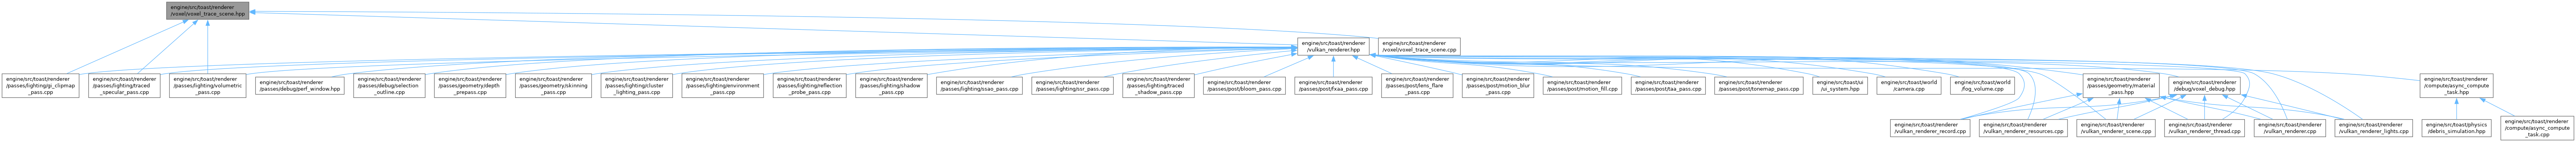 engine/src/toast/renderer
/voxel/voxel_trace_scene.hpp
engine/src/toast/renderer
/vulkan_renderer.hpp
engine/src/toast/renderer
/voxel/voxel_trace_scene.cpp
engine/src/toast/renderer
/passes/lighting/gi_clipmap
_pass.cpp
engine/src/toast/renderer
/passes/lighting/traced
_specular_pass.cpp
engine/src/toast/renderer
/passes/lighting/volumetric
_pass.cpp
engine/src/toast/renderer
/passes/debug/perf_window.hpp
engine/src/toast/renderer
/passes/debug/selection
_outline.cpp
engine/src/toast/renderer
/passes/geometry/depth
_prepass.cpp
engine/src/toast/renderer
/passes/geometry/skinning
_pass.cpp
engine/src/toast/renderer
/passes/lighting/cluster
_lighting_pass.cpp
engine/src/toast/renderer
/passes/lighting/environment
_pass.cpp
engine/src/toast/renderer
/passes/lighting/reflection
_probe_pass.cpp
engine/src/toast/renderer
/passes/lighting/shadow
_pass.cpp
engine/src/toast/renderer
/passes/lighting/ssao_pass.cpp
engine/src/toast/renderer
/passes/lighting/ssr_pass.cpp
engine/src/toast/renderer
/passes/lighting/traced
_shadow_pass.cpp
engine/src/toast/renderer
/passes/post/bloom_pass.cpp
engine/src/toast/renderer
/passes/post/fxaa_pass.cpp
engine/src/toast/renderer
/passes/post/lens_flare
_pass.cpp
engine/src/toast/renderer
/passes/post/motion_blur
_pass.cpp
engine/src/toast/renderer
/passes/post/motion_fill.cpp
engine/src/toast/renderer
/passes/post/taa_pass.cpp
engine/src/toast/renderer
/passes/post/tonemap_pass.cpp
engine/src/toast/ui
/ui_system.hpp
engine/src/toast/world
/camera.cpp
engine/src/toast/world
/fog_volume.cpp
engine/src/toast/renderer
/passes/geometry/material
_pass.hpp
engine/src/toast/renderer
/debug/voxel_debug.hpp
engine/src/toast/renderer
/compute/async_compute
_task.hpp
engine/src/toast/renderer
/vulkan_renderer_record.cpp
engine/src/toast/renderer
/vulkan_renderer_resources.cpp
engine/src/toast/renderer
/vulkan_renderer_scene.cpp
engine/src/toast/renderer
/vulkan_renderer_thread.cpp
engine/src/toast/renderer
/vulkan_renderer.cpp
engine/src/toast/renderer
/vulkan_renderer_lights.cpp
engine/src/toast/physics
/debris_simulation.hpp
engine/src/toast/renderer
/compute/async_compute
_task.cpp